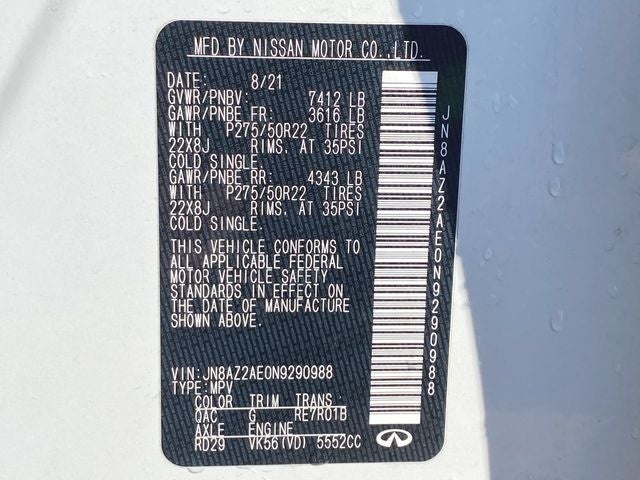 MFD BY NISSAN MOTOR CO.,LTD.
DATE: 8/21
GVWR/PNBV: 7412 LB
GAWR/PNBE FR: 3616 LB
WITH P275/50R22 TIRES
22X8J RIMS, AT 35PSI
COLD SINGLE.
GAWR/PNBE RR: 4343 LB
WITH P275/50R22 TIRES
22X8J RIMS, AT 35PSI
COLD SINGLE.
THIS VEHICLE CONFORMS TO
ALL APPLICABLE FEDERAL
MOTOR VEHICLE SAFETY
STANDARDS IN EFFECT ON
THE DATE OF MANUFACTURE
SHOWN ABOVE.
VIN:JN8AZ2AE0N9290988
TYPE:MPV
COLOR TRIM TRANS
QAC G RE7R01B
AXLE ENGINE
RD29 VK56(VD) 5552CC
JN8AZ2AE0N9290988